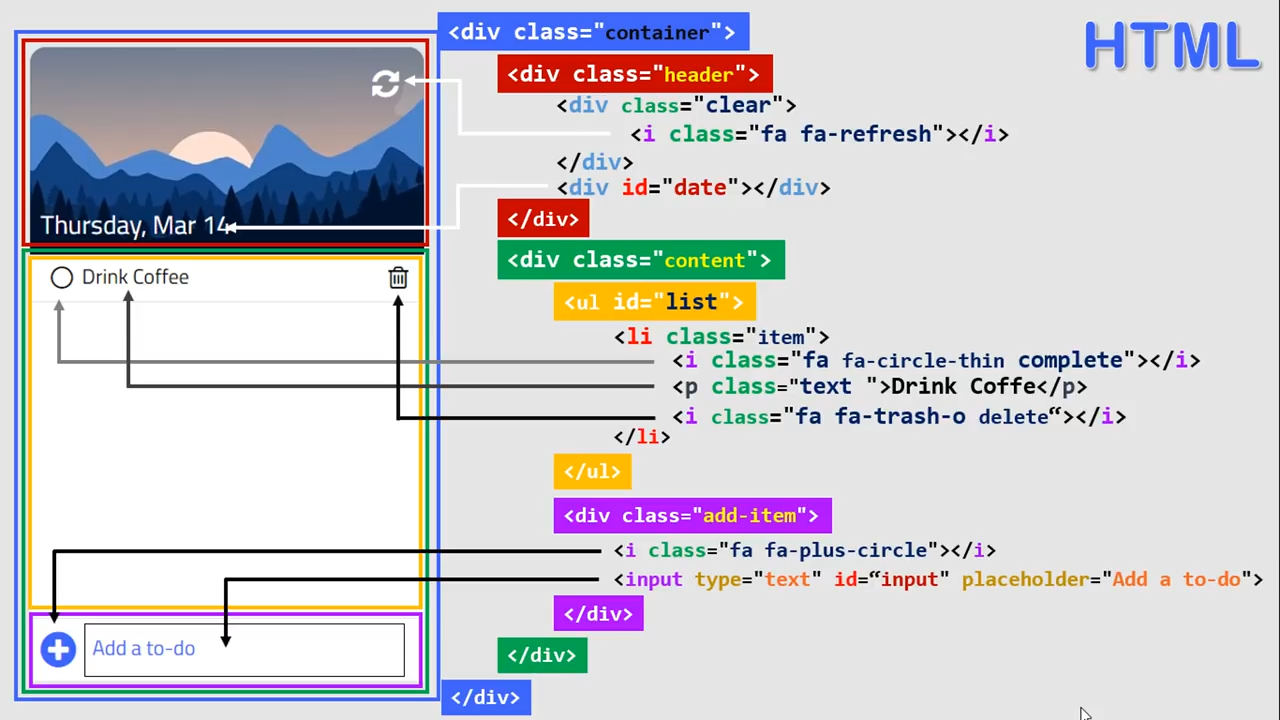 HTML
<div class="container">
<div class="header">
<div class="clear">
<i class="fa fa-refresh"></i>
</div>
<div id="date"></div>
</div>
<div class="content">
<ul id="list">
<li class="item">
<i class="fa fa-circle-thin complete"></i>
<p class="text ">Drink Coffe</p>
<i class="fa fa-trash-o delete“></i>
</li>
</ul>
<div class="add-item">
<i class="fa fa-plus-circle"></i>
<input type="text" id=“input" placeholder="Add a to-do">
</div>
</div>
</div>
Thursday, Mar 14
Drink Coffee
Add a to-do